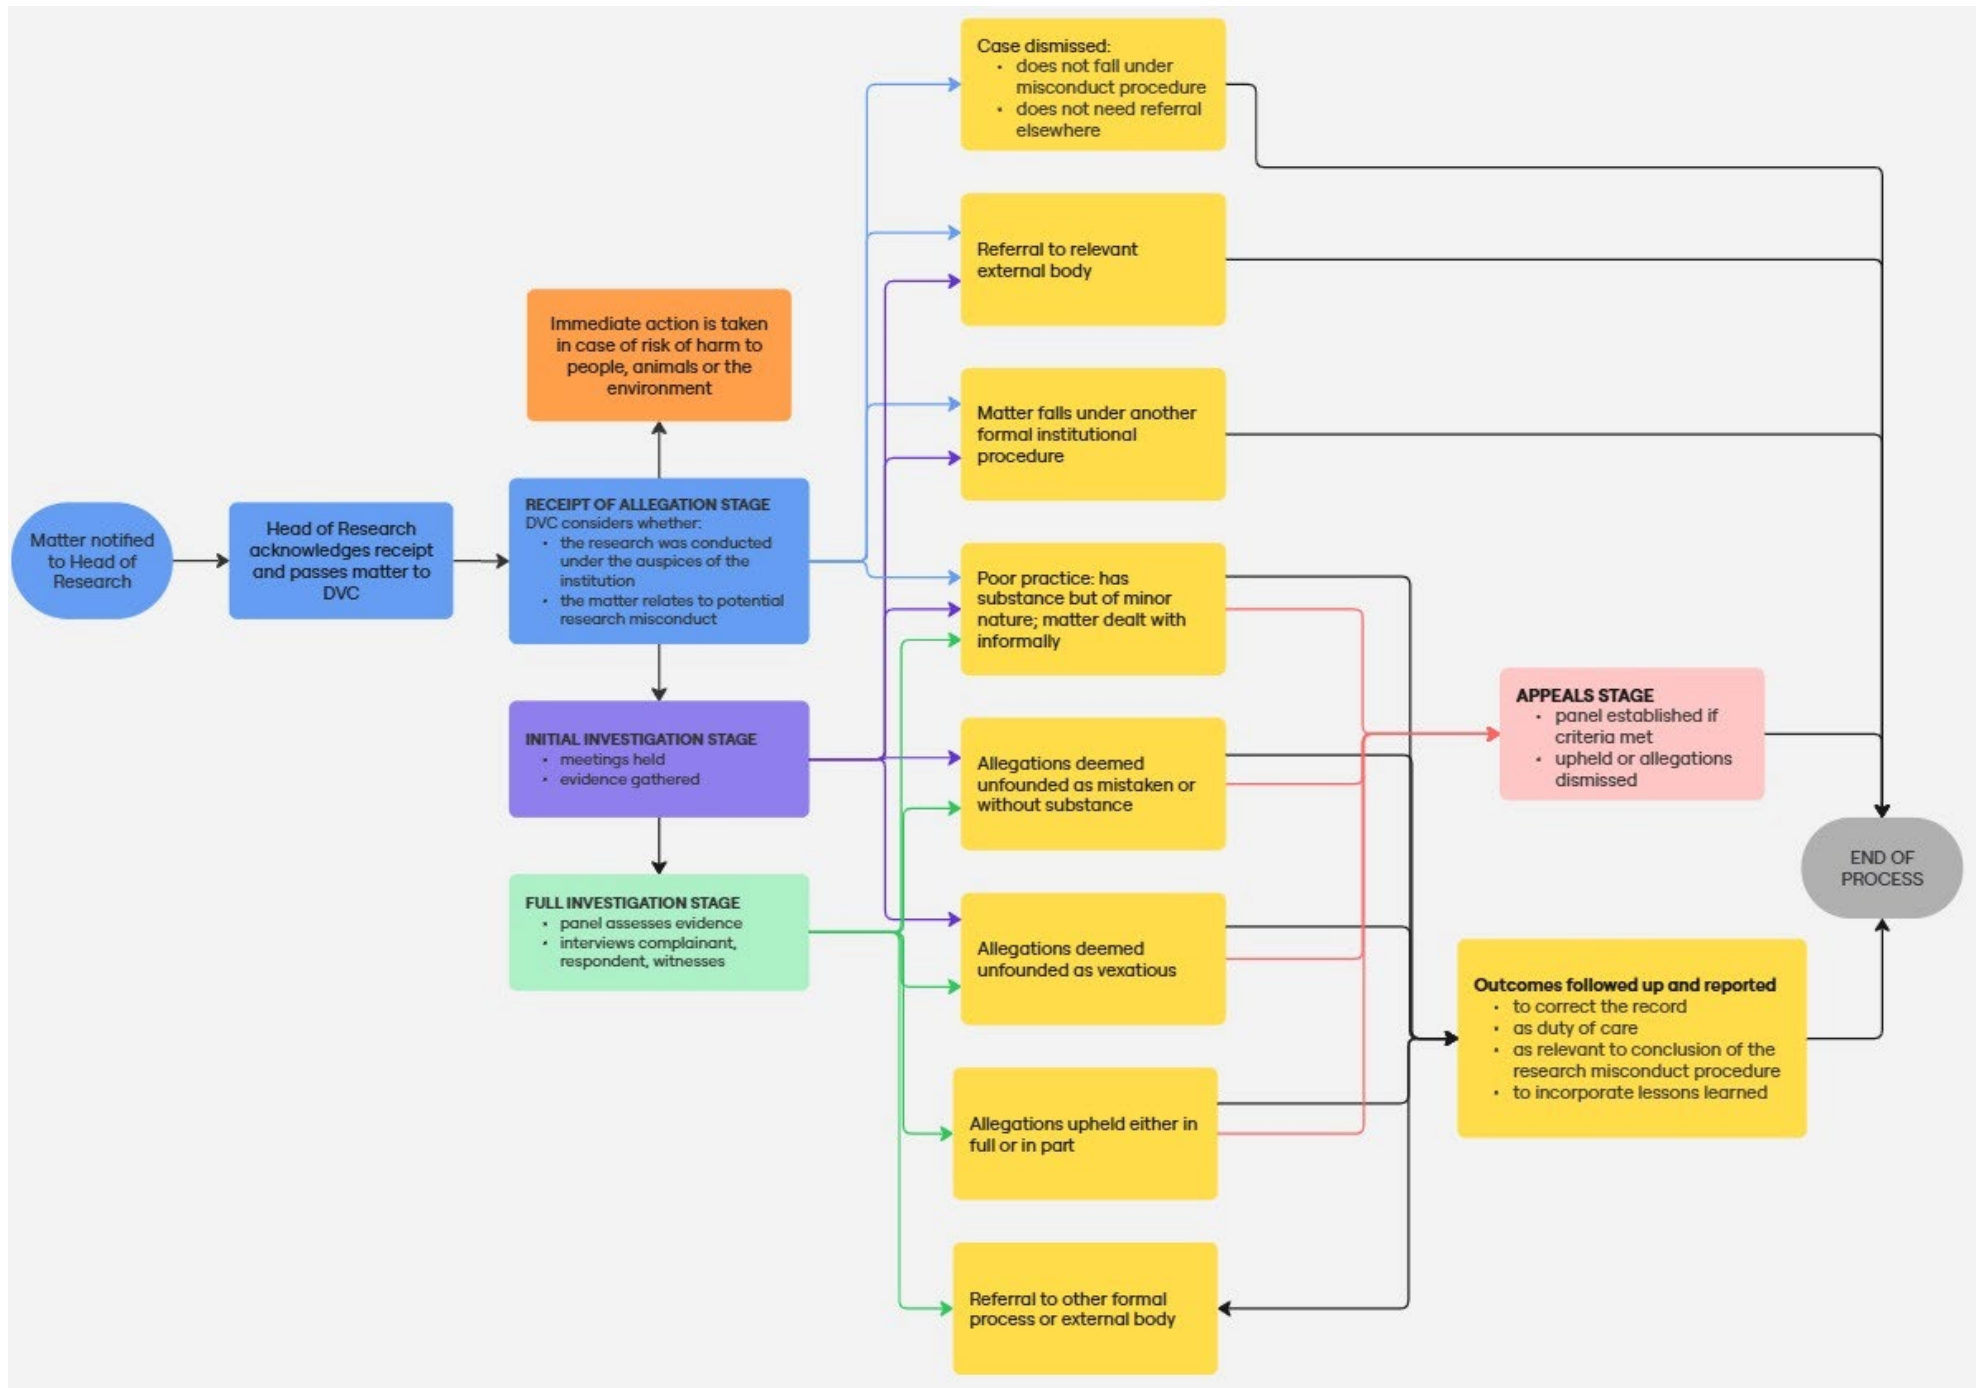 Case dismissed:
• does not fall under
misconduct procedure
• does not need referral
elsewhere
Referral to relevant
external body
Immediate action is taken
in case of risk of harm to
people, animals or the
environment
Matter falls under another
formal institutional
procedure
Matter notified
to Head of
Research
Head of Research
acknowledges receipt
and passes matter to
DVC
RECEIPT OF ALLEGATION STAGE
DVC considers whether:
• the research was conducted
under the auspices of the
institution
• the matter relates to potential
research misconduct
Poor practice: has
substance but of minor
nature; matter dealt with
informally
INITIAL INVESTIGATION STAGE
• meetings held
• evidence gathered
Allegations deemed
unfounded as mistaken or
without substance
APPEALS STAGE
• panel established if
criteria met
• upheld or allegations
dismissed
END OF
PROCESS
FULL INVESTIGATION STAGE
• panel assesses evidence
• interviews complainant,
respondent, witnesses
Allegations deemed
unfounded as vexatious
Outcomes followed up and reported
• to correct the record
• as duty of care
• as relevant to conclusion of the
research misconduct procedure
• to incorporate lessons learned
Allegations upheld either in
full or in part
Referral to other formal
process or external body